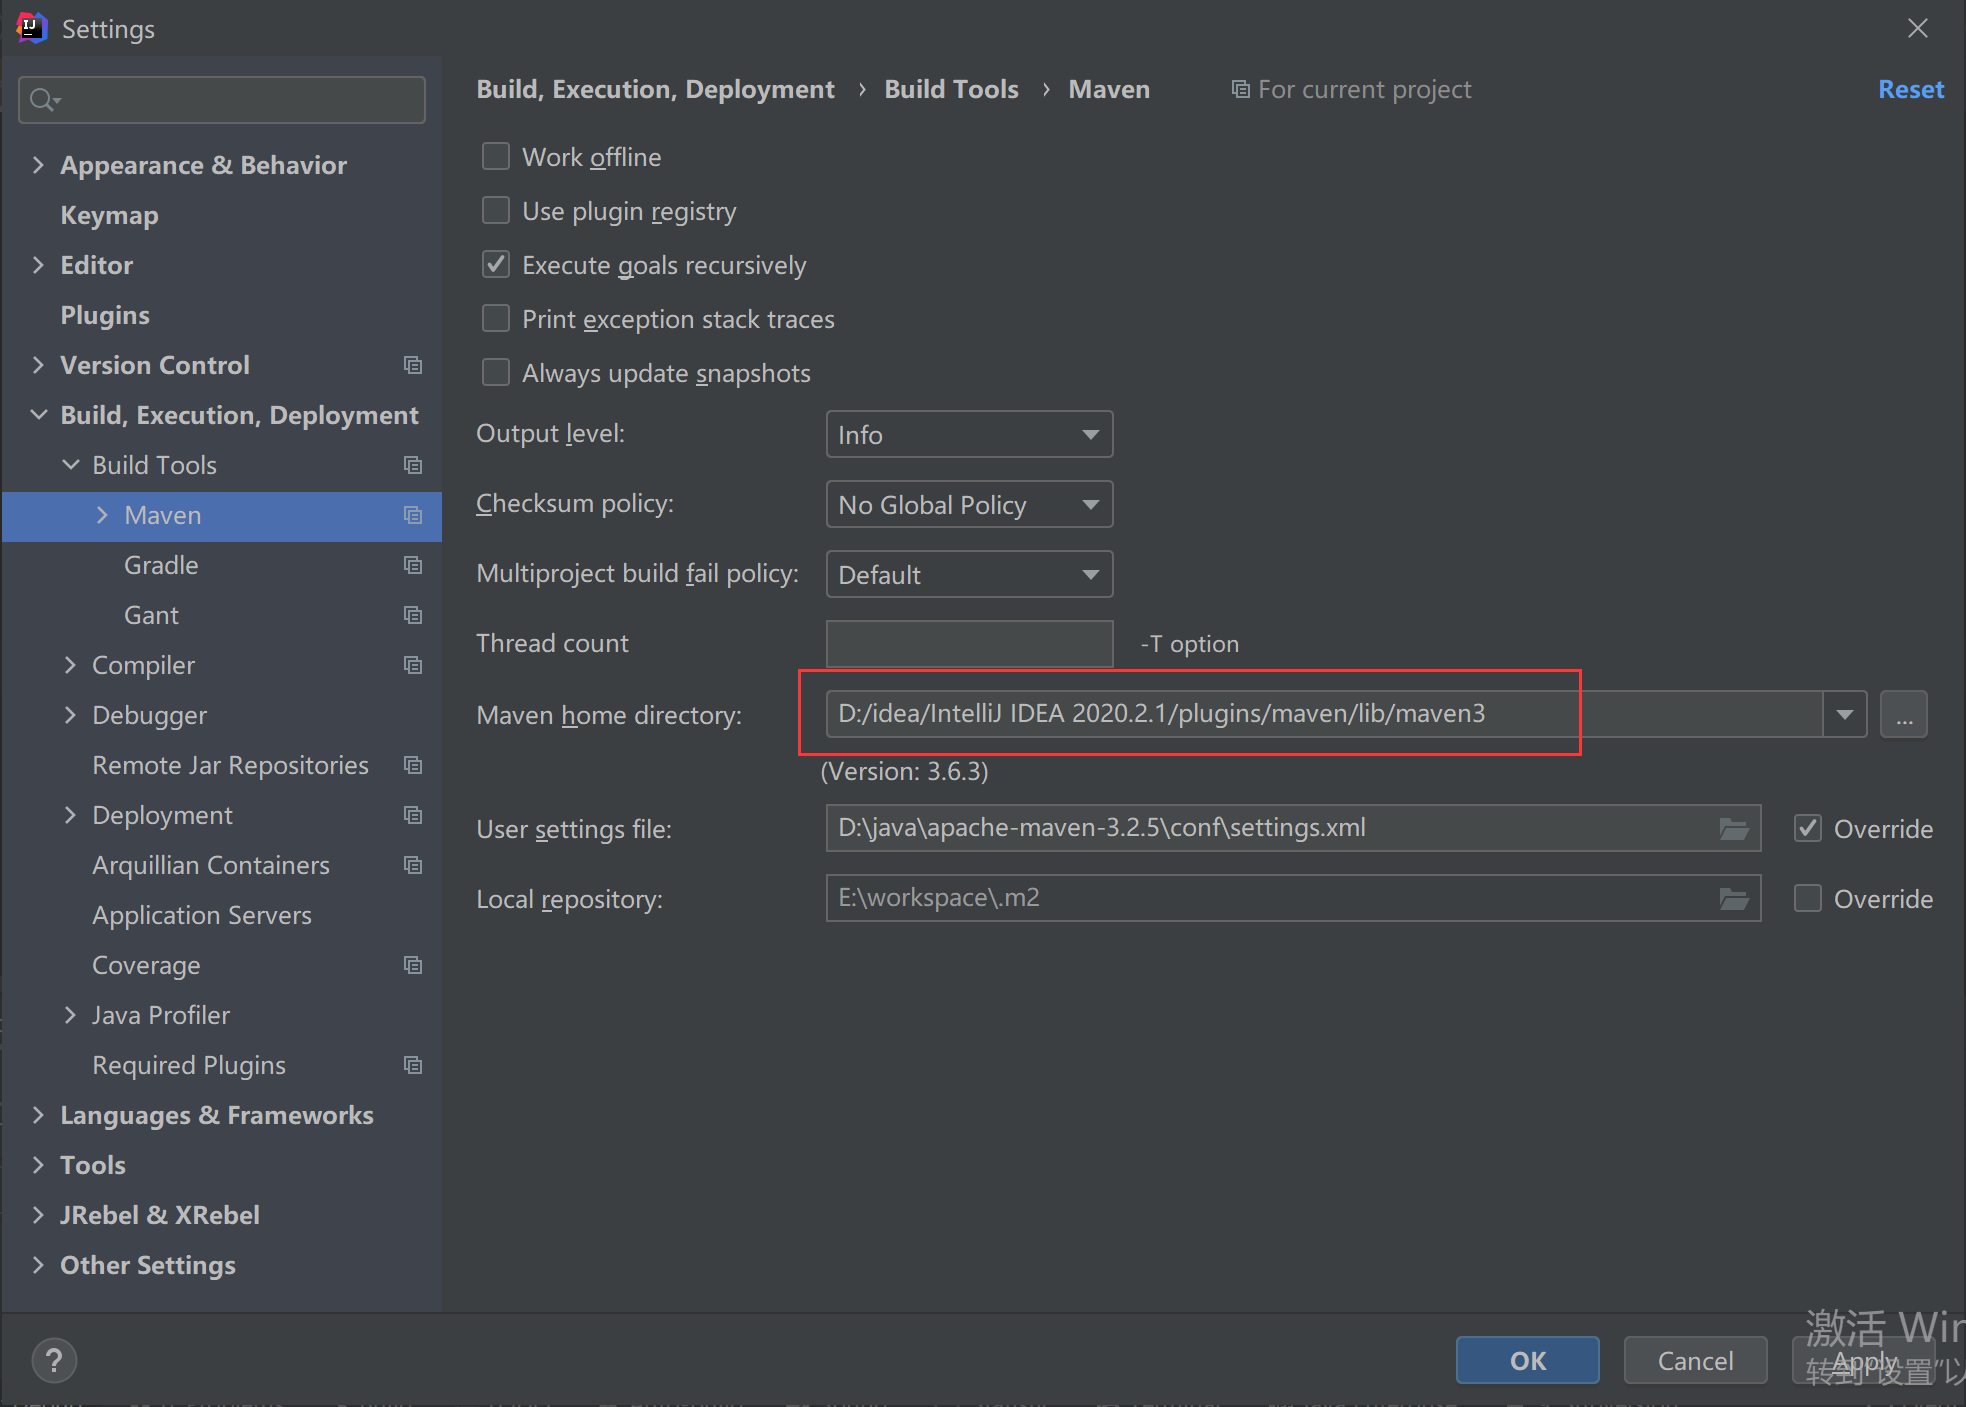 Settings
Build, Execution, Deployment › Build Tools › Maven
For current project
Reset
Appearance & Behavior
Keymap
Editor
Plugins
Version Control
Build, Execution, Deployment
Build Tools
Maven
Gradle
Gant
Compiler
Debugger
Remote Jar Repositories
Deployment
Arquillian Containers
Application Servers
Coverage
Java Profiler
Required Plugins
Languages & Frameworks
Tools
JRebel & XRebel
Other Settings
Work offline
Use plugin registry
Execute goals recursively
Print exception stack traces
Always update snapshots
Output level: Info
Checksum policy: No Global Policy
Multiproject build fail policy: Default
Thread count -T option
Maven home directory: D:/idea/IntelliJ IDEA 2020.2.1/plugins/maven/lib/maven3 ...
(Version: 3.6.3)
User settings file: D:\java\apache-maven-3.2.5\conf\settings.xml Override
Local repository: E:\workspace\.m2 Override
? OK Cancel Apply
激活 Win
转到"设置"以